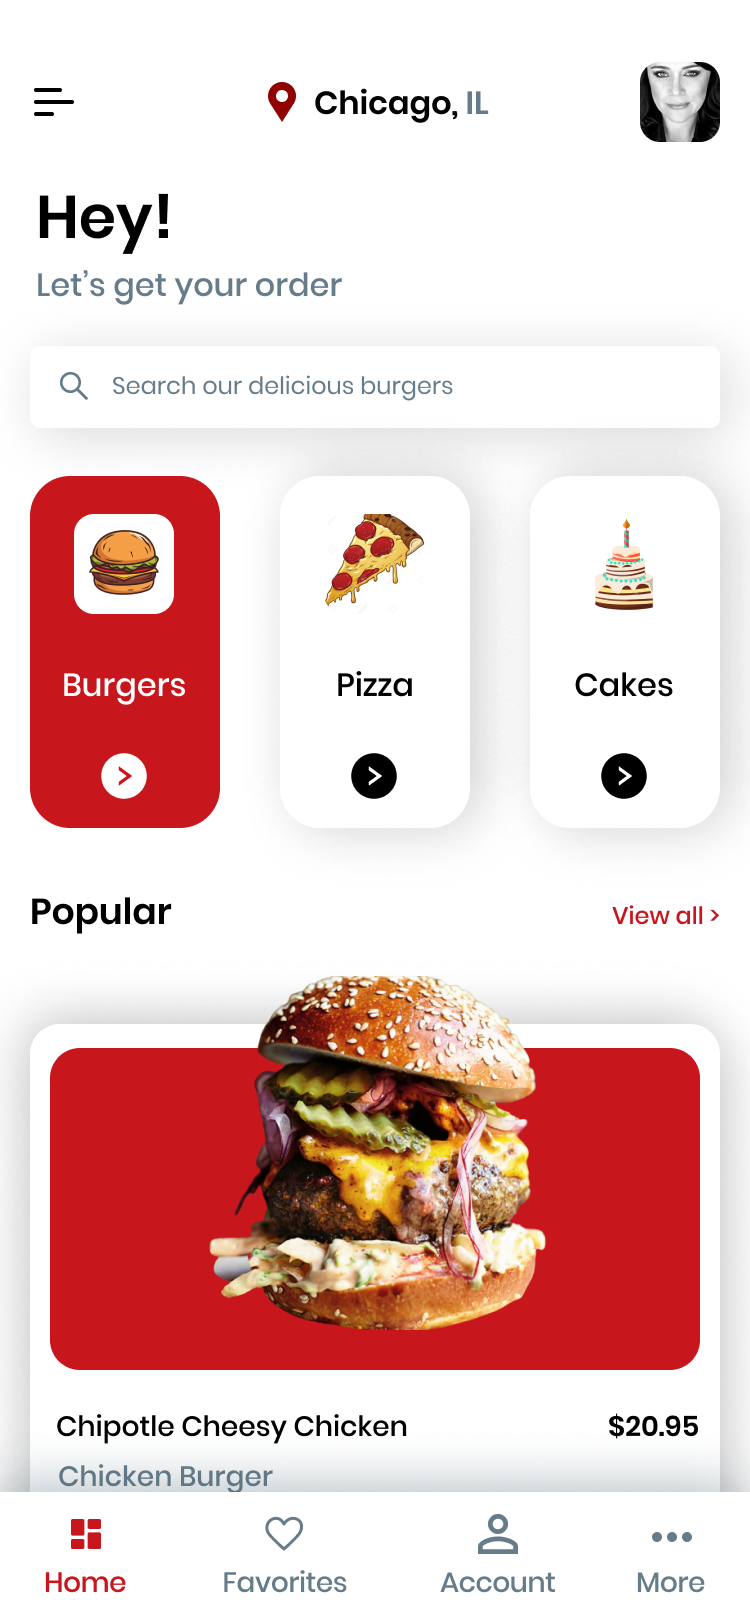 Chicago, IL
Hey!
Let's get your order
Search our delicious burgers
Burgers
Pizza
Cakes
Popular
View all >
Chipotle Cheesy Chicken
$20.95
Chicken Burger
Home
Favorites
Account
More